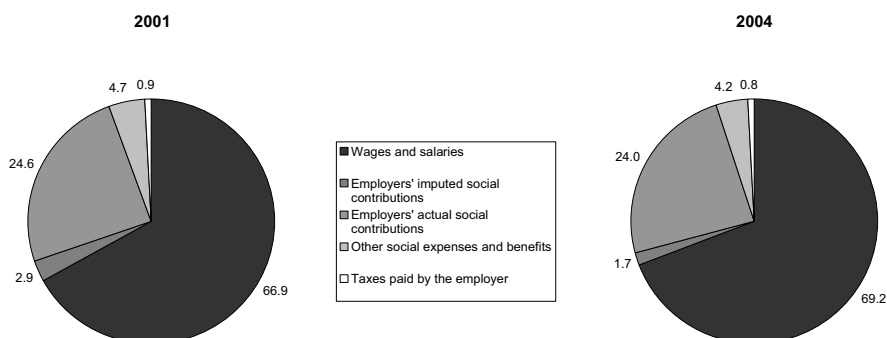 2001
4.7
0.9
24.6
2.9
66.9
Wages and salaries
Employers' imputed social
contributions
Employers' actual social
contributions
Other social expenses and benefits
Taxes paid by the employer
2004
4.2
0.8
24.0
1.7
69.2